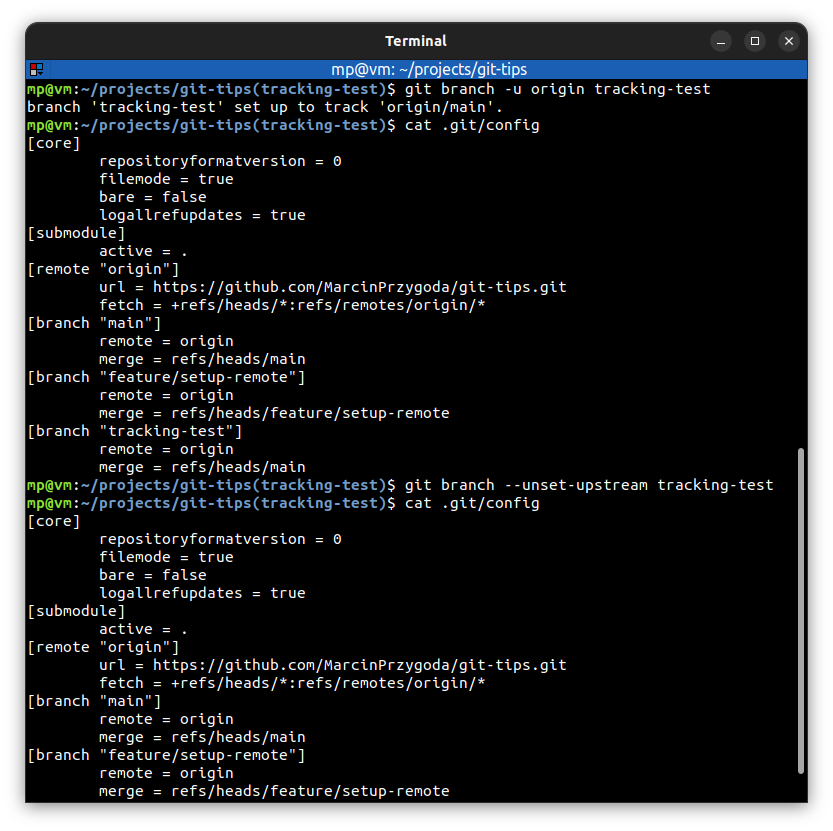 Terminal
mp@vm: ~/projects/git-tips
mp@vm:~/projects/git-tips(tracking-test)$ git branch -u origin tracking-test
branch 'tracking-test' set up to track 'origin/main'.
mp@vm:~/projects/git-tips(tracking-test)$ cat .git/config
[core]
        repositoryformatversion = 0
        filemode = true
        bare = false
        logallrefupdates = true
[submodule]
        active = .
[remote "origin"]
        url = https://github.com/MarcinPrzygoda/git-tips.git
        fetch = +refs/heads/*:refs/remotes/origin/*
[branch "main"]
        remote = origin
        merge = refs/heads/main
[branch "feature/setup-remote"]
        remote = origin
        merge = refs/heads/feature/setup-remote
[branch "tracking-test"]
        remote = origin
        merge = refs/heads/main
mp@vm:~/projects/git-tips(tracking-test)$ git branch --unset-upstream tracking-test
mp@vm:~/projects/git-tips(tracking-test)$ cat .git/config
[core]
        repositoryformatversion = 0
        filemode = true
        bare = false
        logallrefupdates = true
[submodule]
        active = .
[remote "origin"]
        url = https://github.com/MarcinPrzygoda/git-tips.git
        fetch = +refs/heads/*:refs/remotes/origin/*
[branch "main"]
        remote = origin
        merge = refs/heads/main
[branch "feature/setup-remote"]
        remote = origin
        merge = refs/heads/feature/setup-remote